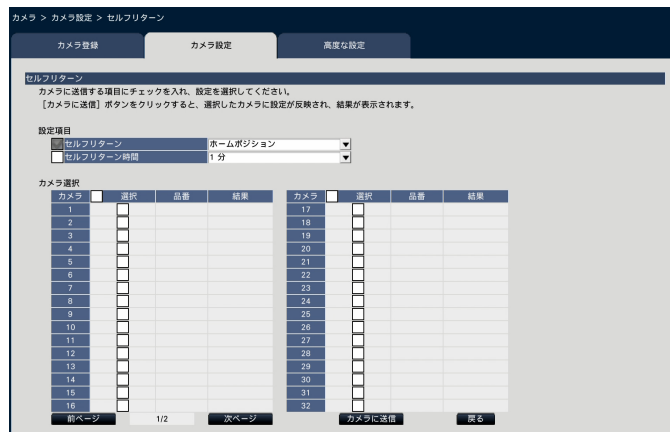 カメラ > カメラ設定 > セルフリターン
カメラ登録 カメラ設定 高度な設定
セルフリターン
カメラに送信する項目にチェックを入れ、設定を選択してください。
［カメラに送信］ボタンをクリックすると、選択したカメラに設定が反映され、結果が表示されます。
設定項目
セルフリターン ホームポジション
セルフリターン時間 1 分
カメラ選択
カメラ 選択 品番 結果 カメラ 選択 品番 結果
1 17
2 18
3 19
4 20
5 21
6 22
7 23
8 24
9 25
10 26
11 27
12 28
13 29
14 30
15 31
16 32
前ページ 1/2 次ページ カメラに送信 戻る